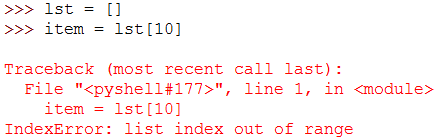 >>> lst = []
>>> item = lst[10]
Traceback (most recent call last):
  File "<pyshell#177>", line 1, in <module>
    item = lst[10]
IndexError: list index out of range